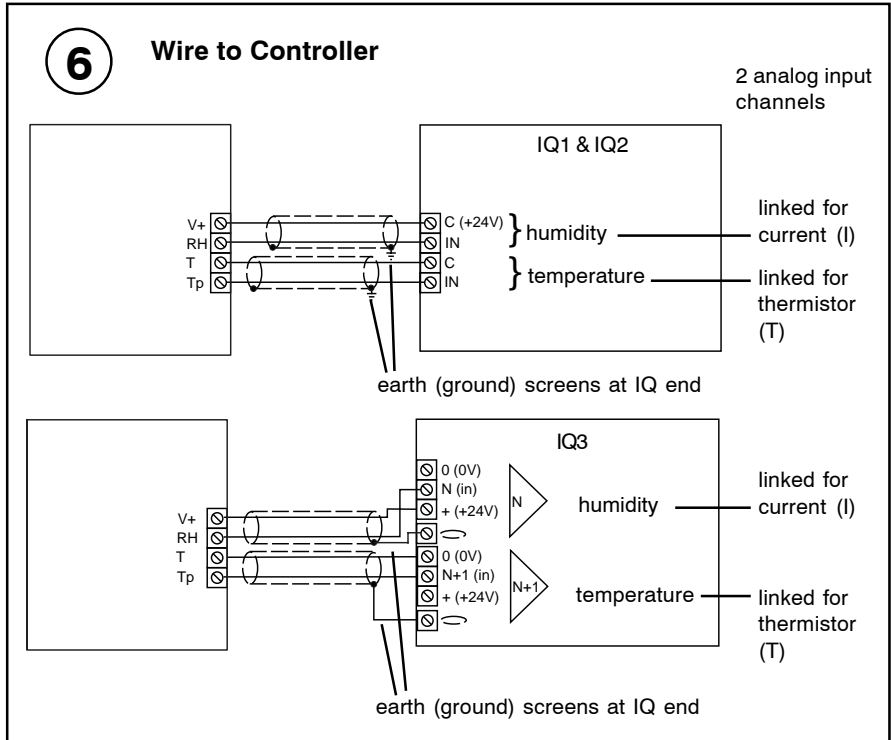 6 Wire to Controller
2 analog input
channels
IQ1 & IQ2
V+
RH
T
Tp
C (+24V)
IN
C
IN
} humidity
} temperature
linked for
current (I)
linked for
thermistor
(T)
earth (ground) screens at IQ end
IQ3
V+
RH
T
Tp
0 (0V)
N (in)
+ (+24V)
0 (0V)
N+1 (in)
+ (+24V)
N
N+1
humidity
temperature
linked for
current (I)
linked for
thermistor
(T)
earth (ground) screens at IQ end